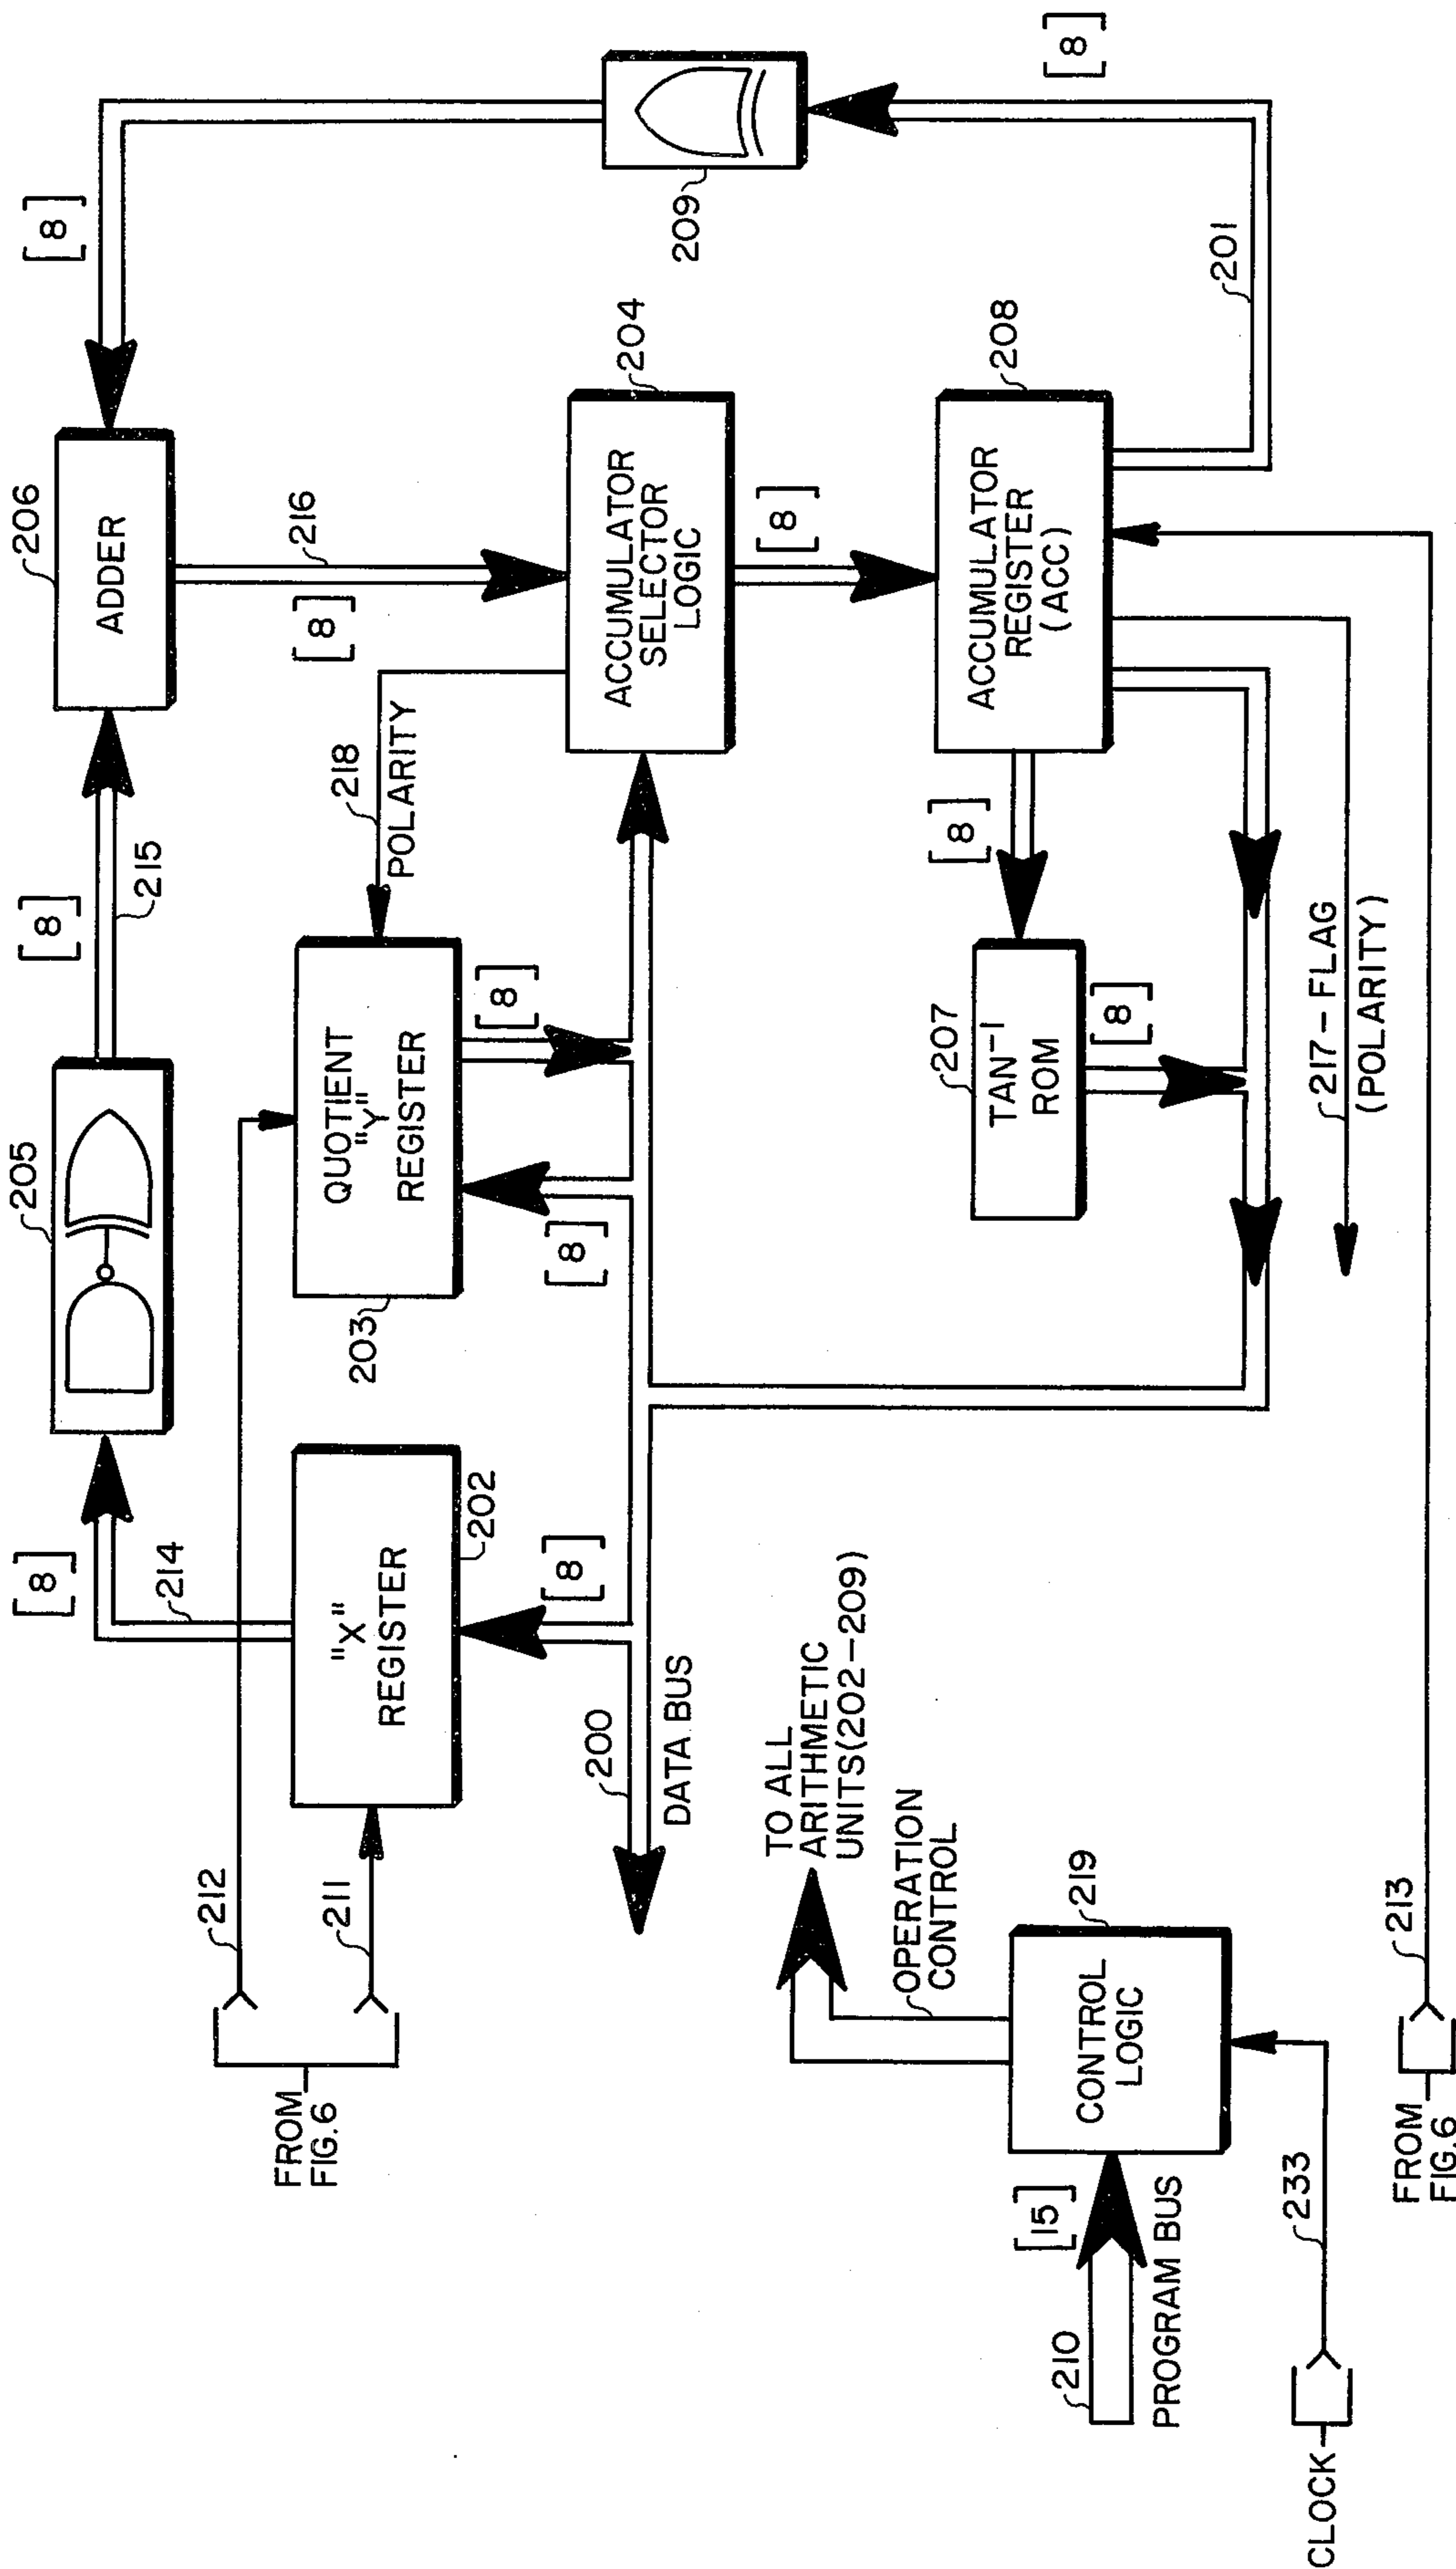 [8]
214
205
[8]
215
206
ADDER
[8]
212
211
FROM
FIG.6
"X"
REGISTER
202
[8]
QUOTIENT
"Y"
REGISTER
203
[8]
[8]
218
POLARITY
216
[8]
200
DATA BUS
ACCUMULATOR
SELECTOR
LOGIC
204
[8]
209
[8]
TO ALL
ARITHMETIC
UNITS(202–209)
OPERATION
CONTROL
CONTROL
LOGIC
219
210
[15]
PROGRAM BUS
CLOCK
233
207
TAN-1
ROM
[8]
[8]
ACCUMULATOR
REGISTER
(ACC)
208
201
217–FLAG
(POLARITY)
FROM
FIG.6
213